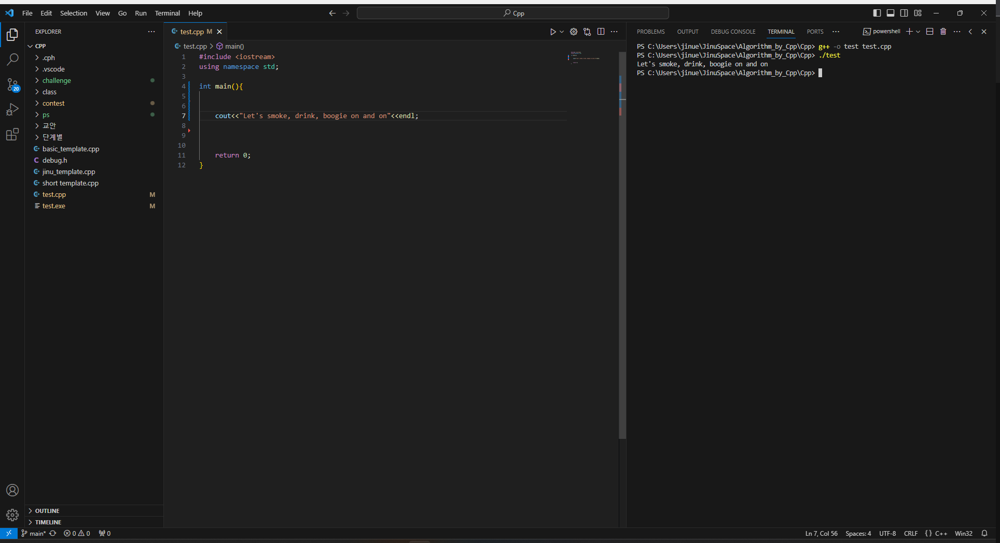 File Edit Selection View Go Run Terminal Help Cpp
EXPLORER
CPP
.cph
.vscode
challenge
class
contest
ps
교안
단계별
basic_template.cpp
debug.h
jinu_template.cpp
short template.cpp
test.cpp M
test.exe M
OUTLINE
TIMELINE
20
test.cpp M
test.cpp > main()
1 #include <iostream>
2 using namespace std;
3
4 int main(){
5
6
7 cout<<"Let's smoke, drink, boogie on and on"<<endl;
8
9
10
11 return 0;
12 }
PROBLEMS OUTPUT DEBUG CONSOLE TERMINAL PORTS powershell
PS C:\Users\jinue\JinuSpace\Algorithm_by_Cpp\Cpp> g++ -o test test.cpp
PS C:\Users\jinue\JinuSpace\Algorithm_by_Cpp\Cpp> ./test
Let's smoke, drink, boogie on and on
PS C:\Users\jinue\JinuSpace\Algorithm_by_Cpp\Cpp>
main* 0 0 0 Ln 7, Col 56 Spaces: 4 UTF-8 CRLF {} C++ Win32